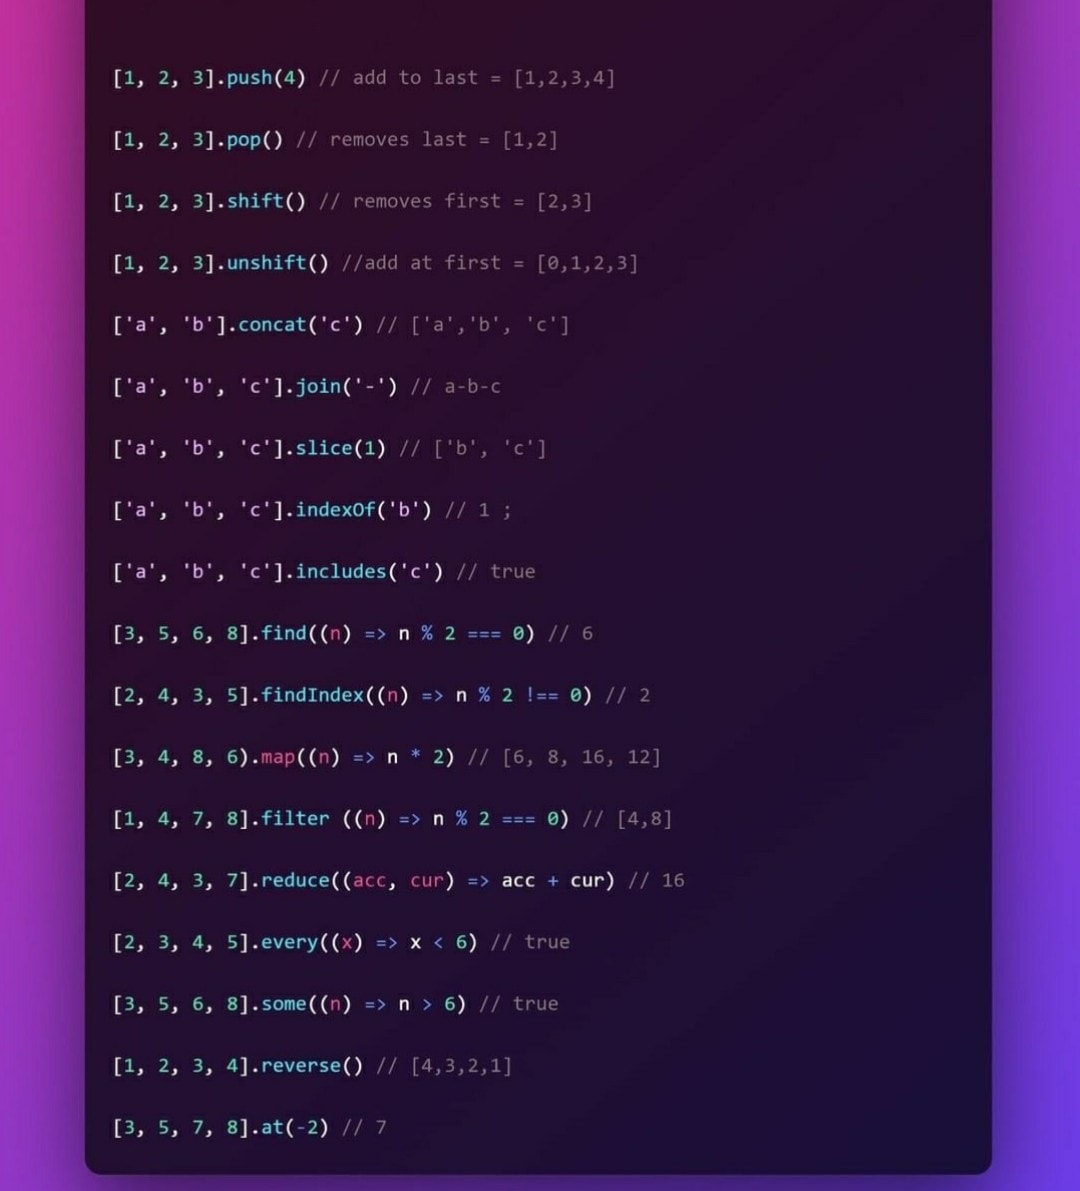 [1, 2, 3].push(4) // add to last = [1,2,3,4]
[1, 2, 3].pop() // removes last = [1,2]
[1, 2, 3].shift() // removes first = [2,3]
[1, 2, 3].unshift() //add at first = [0,1,2,3]
['a', 'b'].concat('c') // ['a','b', 'c']
['a', 'b', 'c'].join('-') // a-b-c
['a', 'b', 'c'].slice(1) // ['b', 'c']
['a', 'b', 'c'].indexOf('b') // 1 ;
['a', 'b', 'c'].includes('c') // true
[3, 5, 6, 8].find((n) => n % 2 === 0) // 6
[2, 4, 3, 5].findIndex((n) => n % 2 !== 0) // 2
[3, 4, 8, 6).map((n) => n * 2) // [6, 8, 16, 12]
[1, 4, 7, 8].filter ((n) => n % 2 === 0) // [4,8]
[2, 4, 3, 7].reduce((acc, cur) => acc + cur) // 16
[2, 3, 4, 5].every((x) => x < 6) // true
[3, 5, 6, 8].some((n) => n > 6) // true
[1, 2, 3, 4].reverse() // [4,3,2,1]
[3, 5, 7, 8].at(-2) // 7